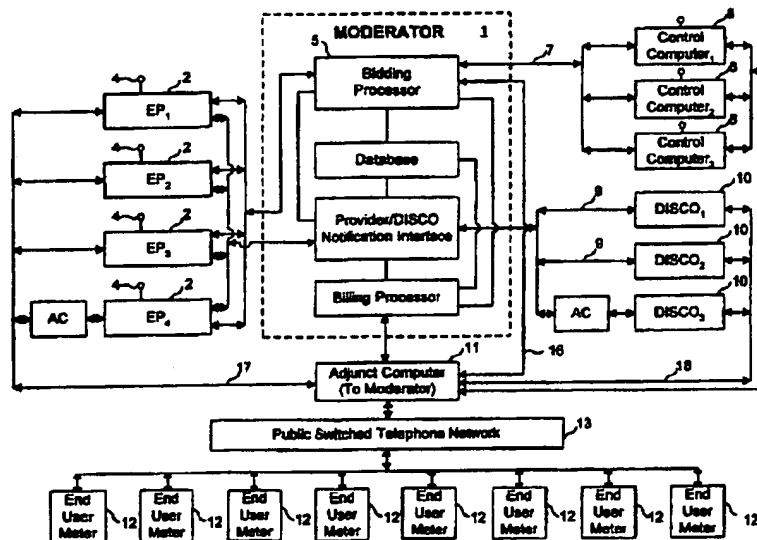 MODERATOR 1
5
Bidding Processor
Database
Provider/DISCO Notification Interface
Billing Processor
4 2
EP1
4 2
EP2
4 2
EP3
4 2
AC EP4
7
Control Computer1
Control Computer2
Control Computer3
9 DISCO1 10
9 DISCO2 10
AC DISCO3 10
11
16
17
18
Adjunct Computer (To Moderator)
Public Switched Telephone Network 13
End User Meter 12
End User Meter 12
End User Meter 12
End User Meter 12
End User Meter 12
End User Meter 12
End User Meter 12
End User Meter 12